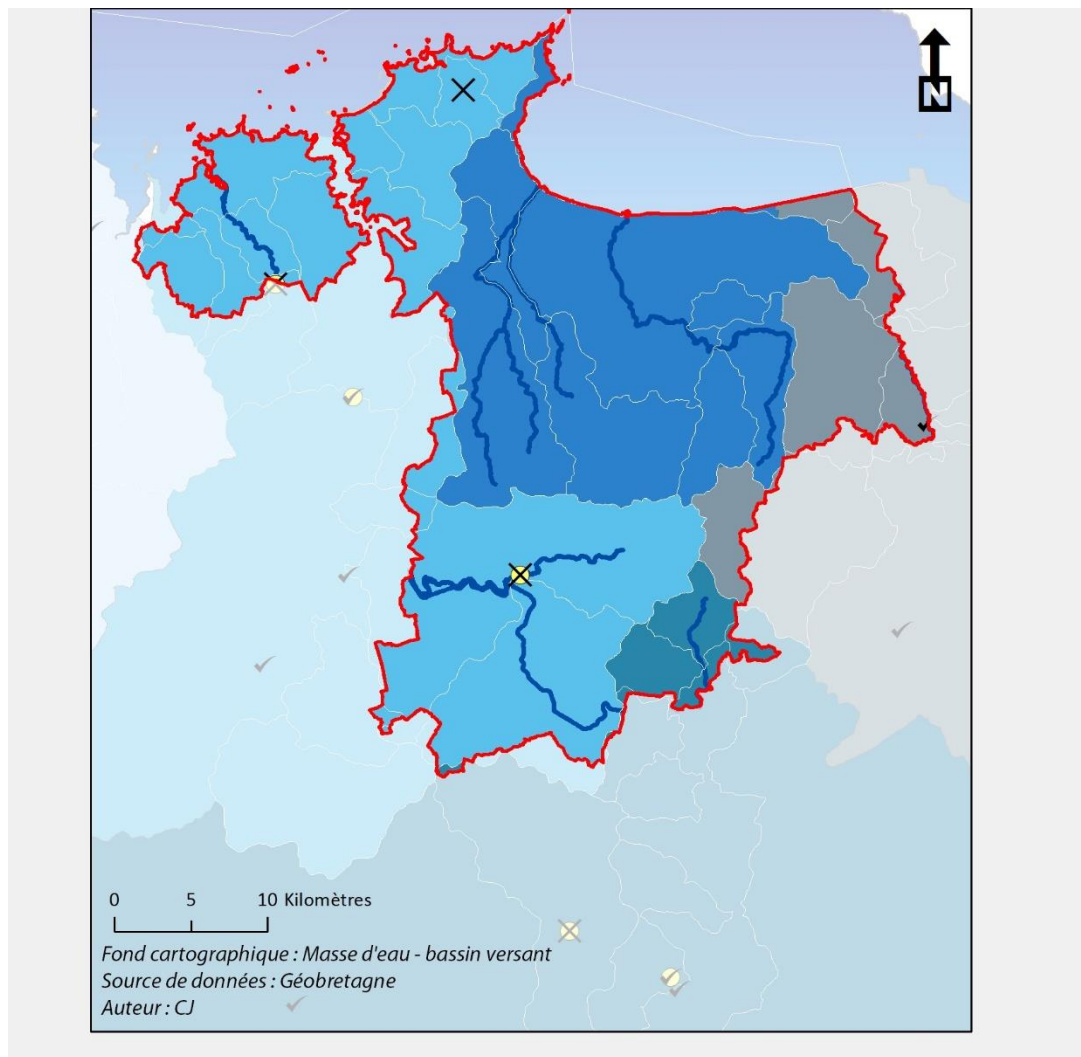 N
0 5 10 Kilomètres
Fond cartographique : Masse d'eau - bassin versant
Source de données : Géobretagne
Auteur : CJ